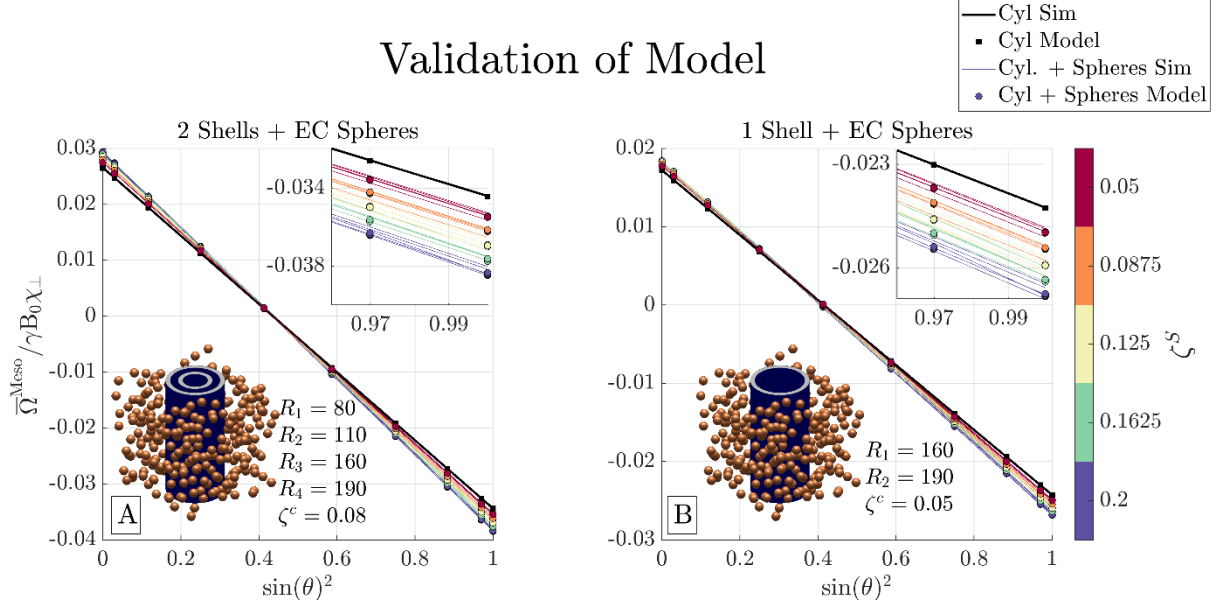 Validation of Model
Cyl Sim
Cyl Model
Cyl. + Spheres Sim
Cyl + Spheres Model
2 Shells + EC Spheres
0.03
0.02
0.01
0
-0.01
-0.02
-0.03
-0.04
Ω̅^Meso/γB₀χ⊥
-0.034
-0.038
0.97
0.99
R₁ = 80
R₂ = 110
R₃ = 160
R₄ = 190
ζᶜ = 0.08
A
0
0.2
0.4
0.6
0.8
1
sin(θ)²
1 Shell + EC Spheres
0.02
0.01
0
-0.01
-0.02
-0.03
-0.023
-0.026
0.97
0.99
R₁ = 160
R₂ = 190
ζᶜ = 0.05
B
0
0.2
0.4
0.6
0.8
1
sin(θ)²
0.05
0.0875
0.125
0.1625
0.2
ζˢ